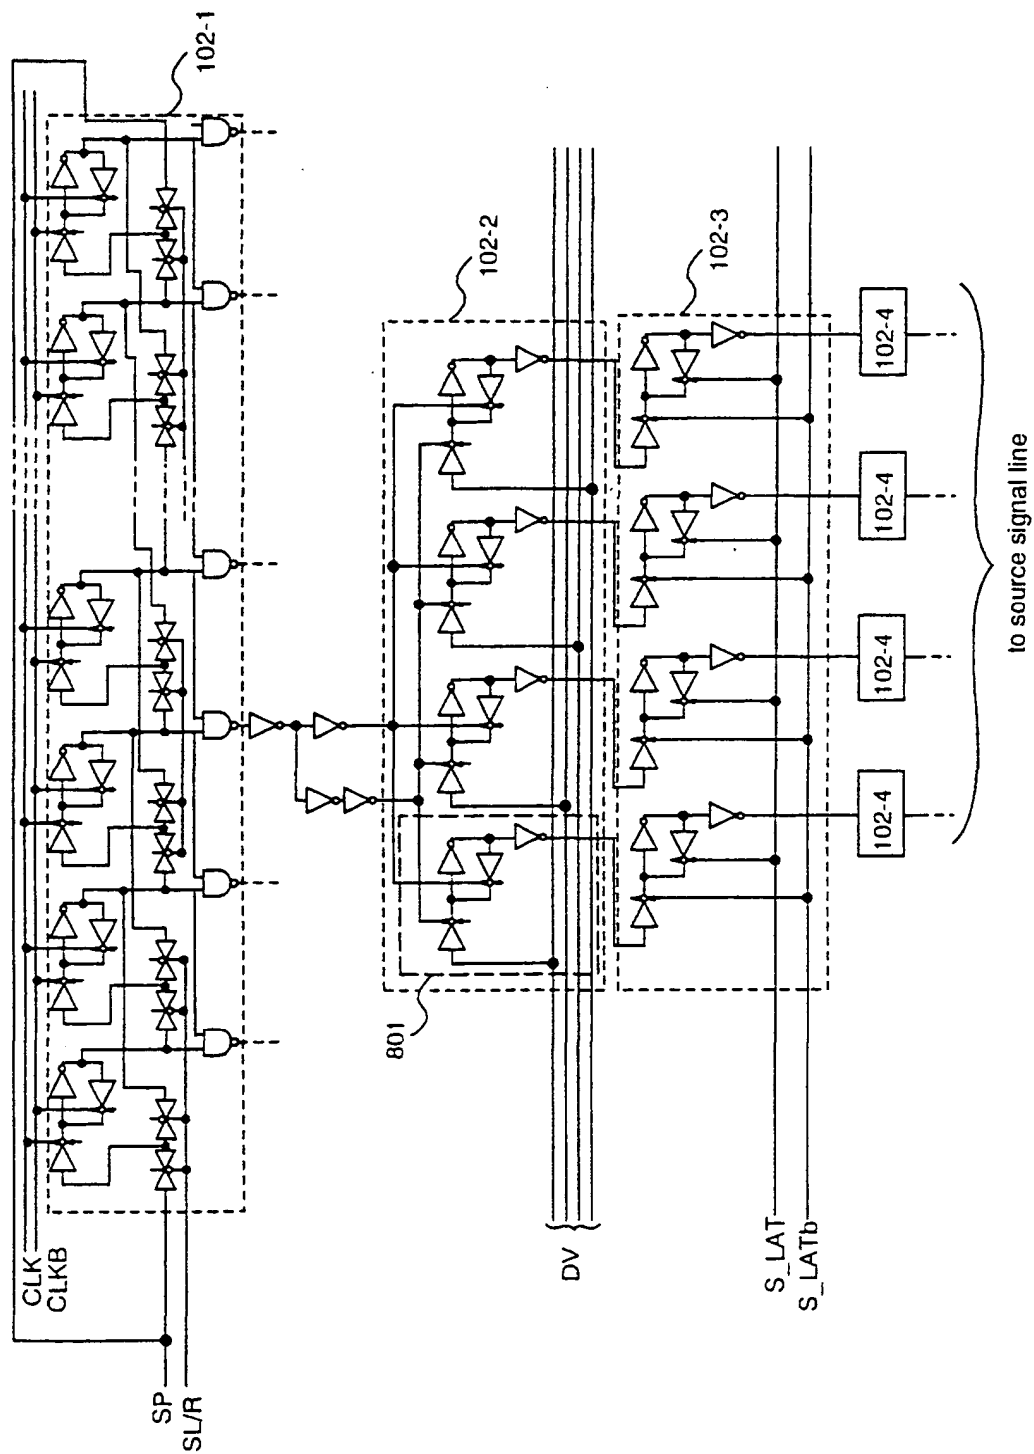 102-1
CLK
CLKB
SP
SL/R
102-2
801
DV
102-3
S_LAT
S_LATb
102-4
102-4
102-4
102-4
to source signal line